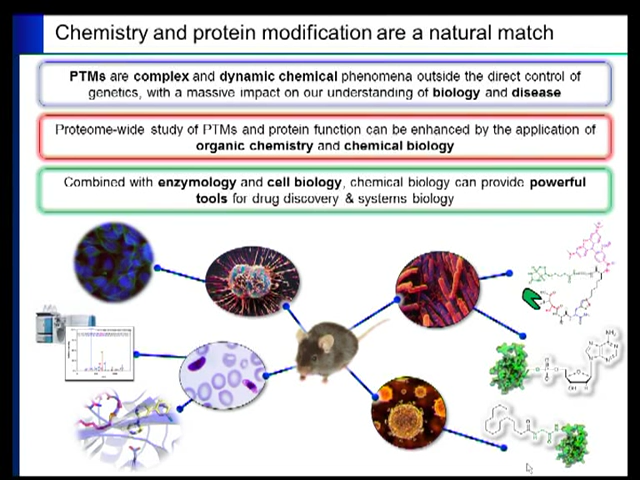 Chemistry and protein modification are a natural match
PTMs are complex and dynamic chemical phenomena outside the direct control of
genetics, with a massive impact on our understanding of biology and disease
Proteome-wide study of PTMs and protein function can be enhanced by the application of
organic chemistry and chemical biology
Combined with enzymology and cell biology, chemical biology can provide powerful
tools for drug discovery & systems biology